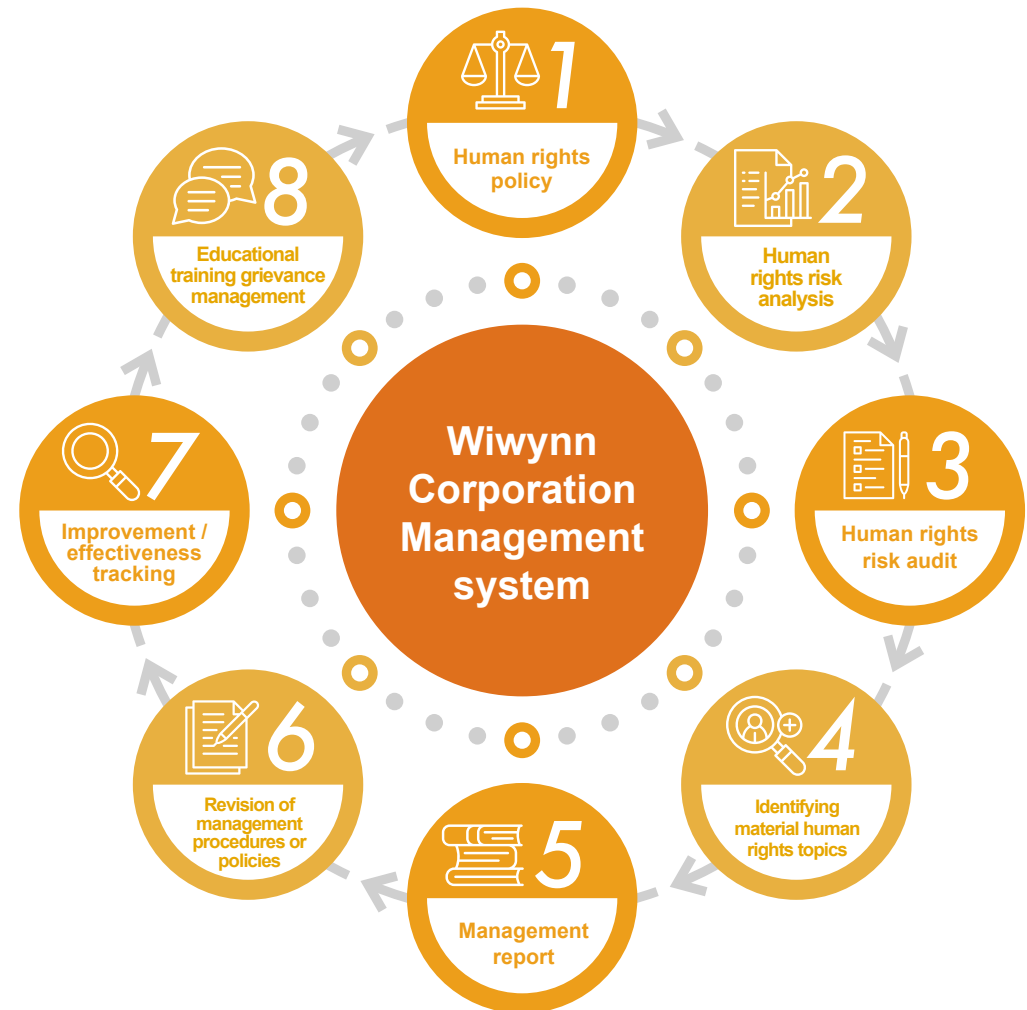 1
Human rights
policy
2
Human
rights risk
analysis
3
Human rights
risk audit
4
Identifying
material human
rights topics
5
Management
report
6
Revision of
management
procedures or
policies
7
Improvement /
effectiveness
tracking
8
Educational
training grievance
management
Wiwynn
Corporation
Management
system